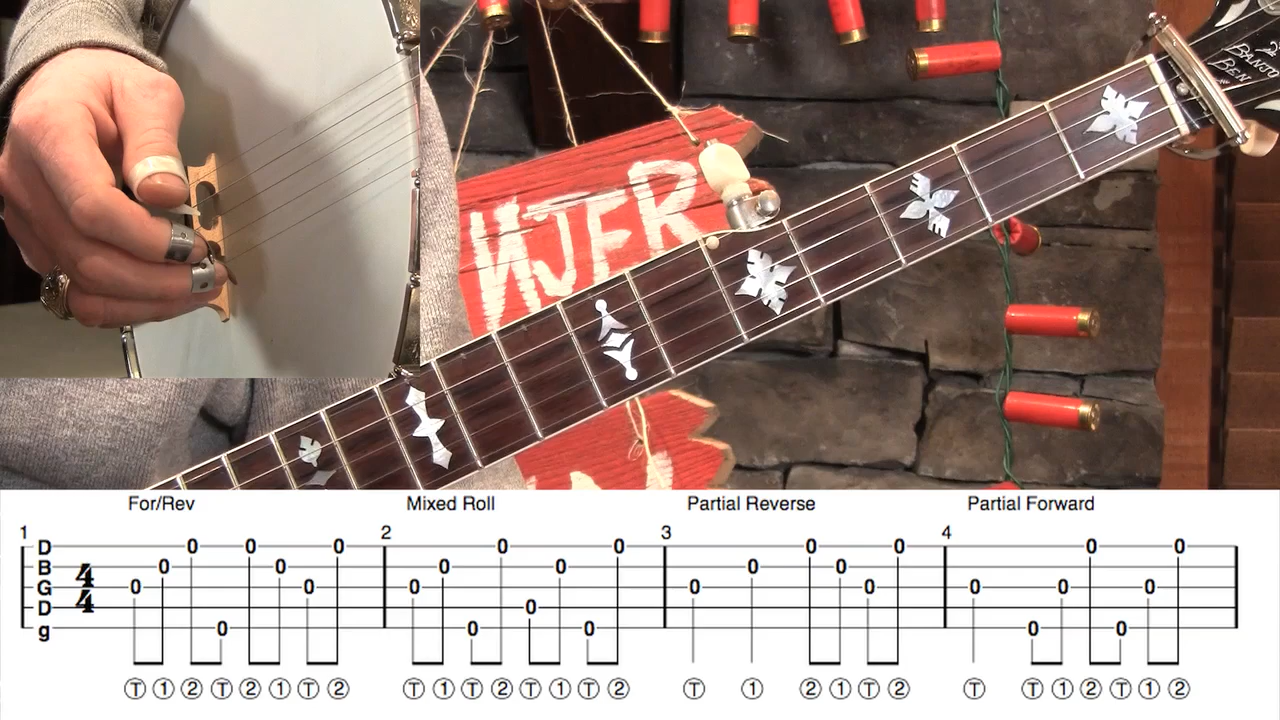 BANJO
BEN
For/Rev Mixed Roll Partial Reverse Partial Forward
1 2 3 4
D 0 0 0 0 0 0 0 0 0
B 0 0 0 0 0 0
4
G 0 0 0 0 0 0 0 0
4
D 0
g 0 0 0 0 0
T 1 2 T 2 1 T 2 T 1 T 2 T 1 T 2 T 1 2 1 T 2 T T 1 2 T 1 2